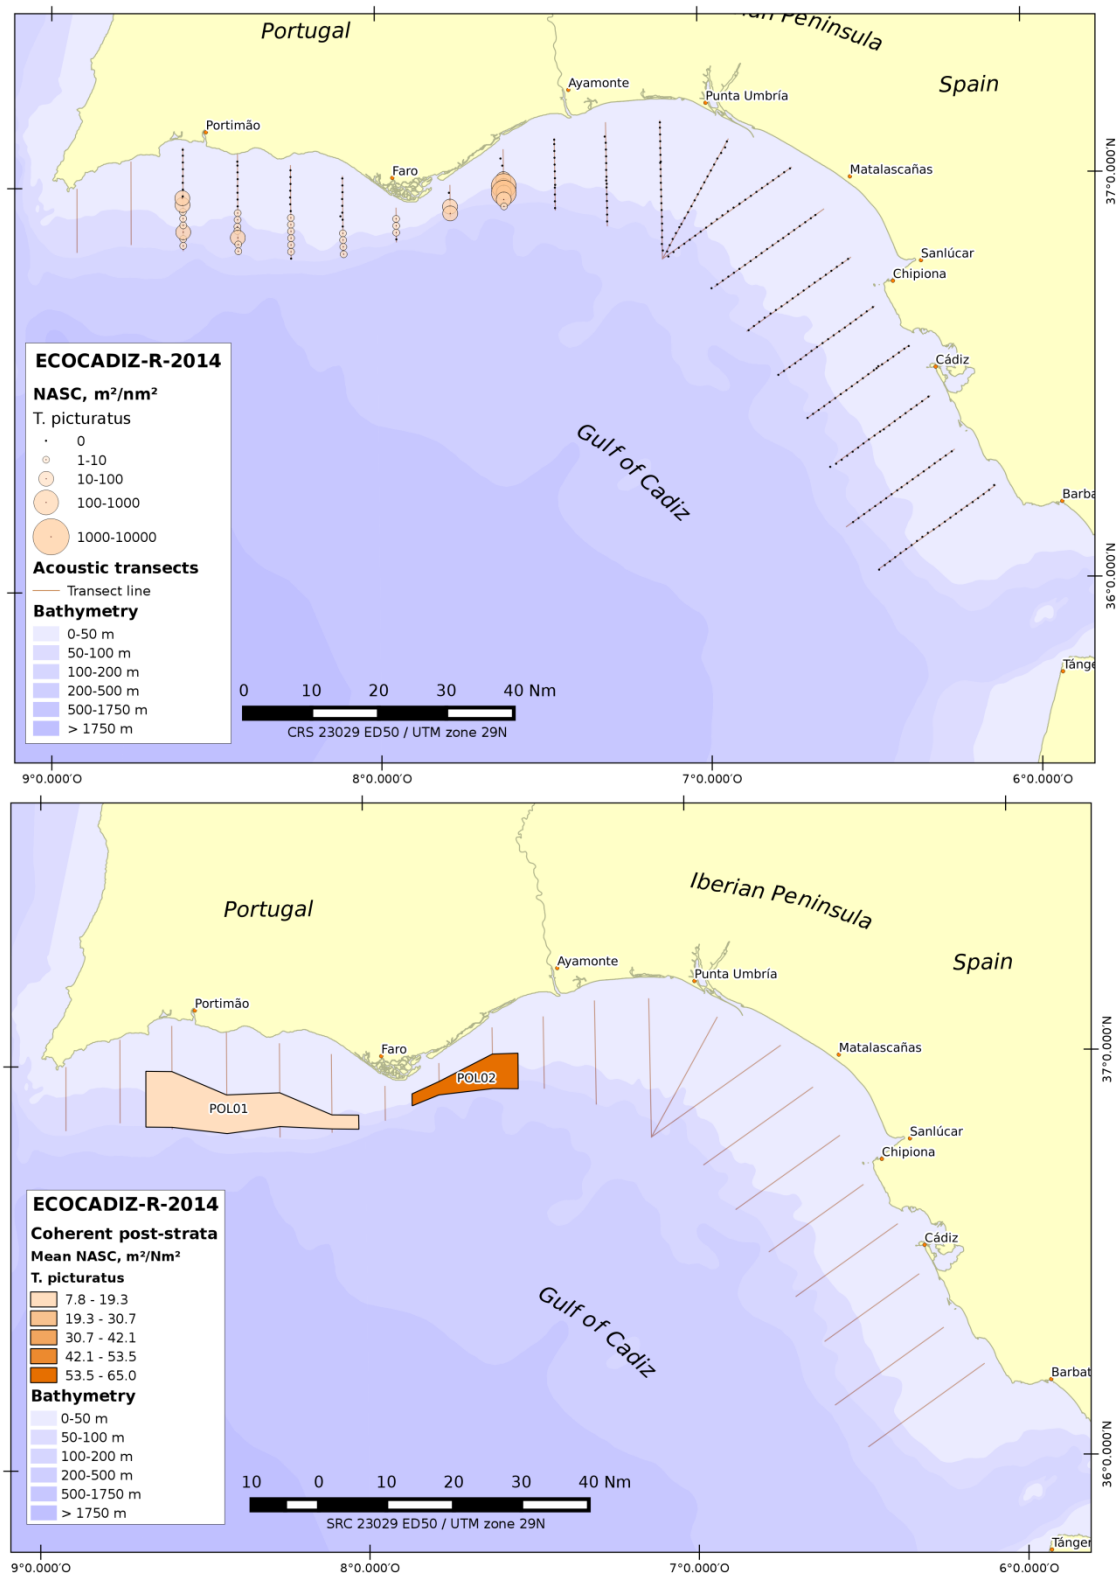 Portugal
Peninsula
Spain
Ayamonte
Punta Umbría
Portimão
Faro
Matalascañas
37°0.000'N
Sanlúcar
Chipiona
Cádiz
Gulf of Cadiz
Barba
36°0.000'N
Tánge
ECOCADIZ-R-2014
NASC, m²/nm²
T. picturatus
0
1-10
10-100
100-1000
1000-10000
Acoustic transects
Transect line
Bathymetry
0-50 m
50-100 m
100-200 m
200-500 m
500-1750 m
> 1750 m
0 10 20 30 40 Nm
CRS 23029 ED50 / UTM zone 29N
9°0.000'O 8°0.000'O 7°0.000'O 6°0.000'O
Iberian Peninsula
Portugal
Spain
Ayamonte
Punta Umbría
Portimão
Faro
Matalascañas
37°0.000'N
POL02
POL01
Sanlúcar
Chipiona
Cádiz
Gulf of Cadiz
Barbat
36°0.000'N
Tánger
ECOCADIZ-R-2014
Coherent post-strata
Mean NASC, m²/Nm²
T. picturatus
7.8 - 19.3
19.3 - 30.7
30.7 - 42.1
42.1 - 53.5
53.5 - 65.0
Bathymetry
0-50 m
50-100 m
100-200 m
200-500 m
500-1750 m
> 1750 m
10 0 10 20 30 40 Nm
SRC 23029 ED50 / UTM zone 29N
9°0.000'O 8°0.000'O 7°0.000'O 6°0.000'O